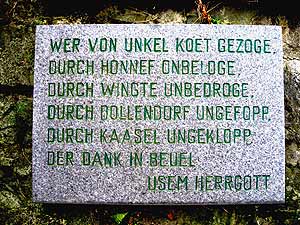 WER VON UNKEL KOET GEZOGE,
DURCH HONNEF ONBELOGE,
DURCH WINGTE UNBEDROGE,
DURCH DOLLENDORF UNGEFOPP,
DURCH KAASEL UNGEKLOPP,
DER DANK IN BEUEL
USEM HERRGOTT